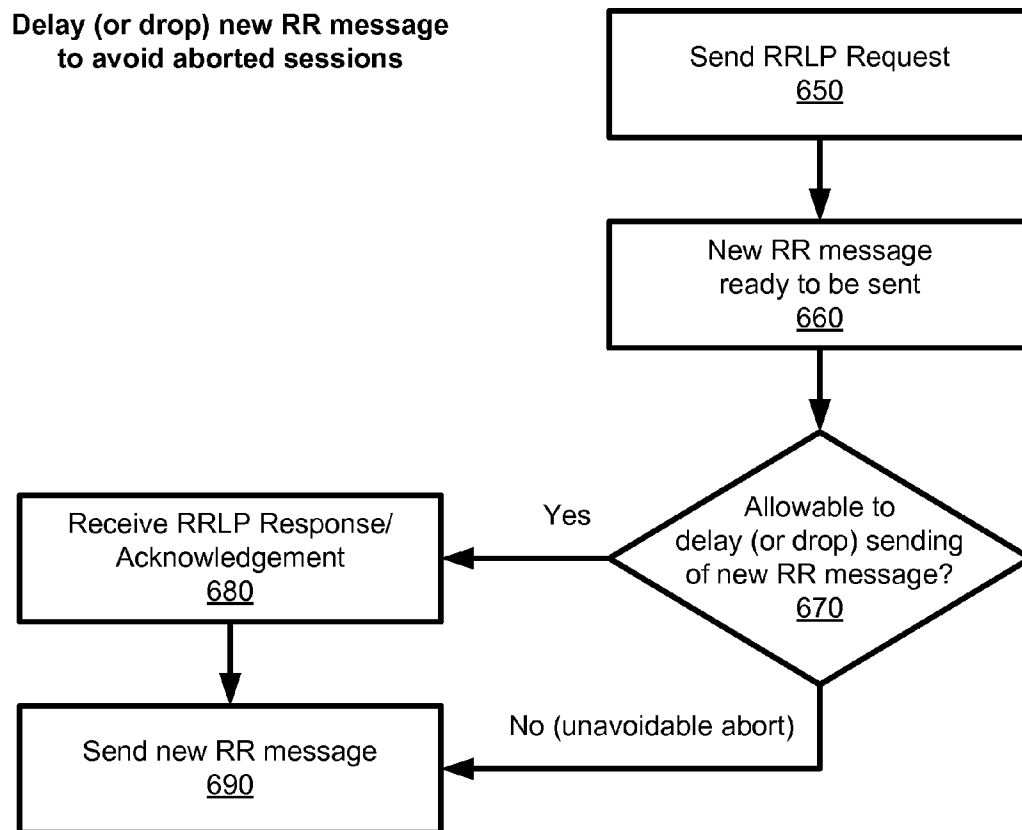 Delay (or drop) new RR message
to avoid aborted sessions
Send RRLP Request
650
New RR message
ready to be sent
660
Allowable to
delay (or drop) sending
of new RR message?
670
Yes
Receive RRLP Response/
Acknowledgement
680
No (unavoidable abort)
Send new RR message
690